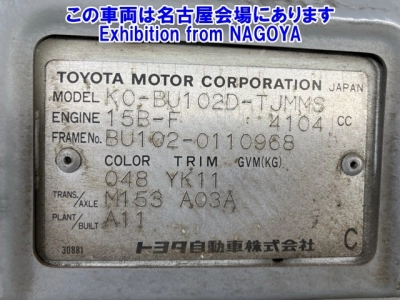 この車両は名古屋会場にあります
Exhibition from NAGOYA
TOYOTA MOTOR CORPORATION JAPAN
MODEL KC-BU102D-TJMMS
ENGINE 15B-F 4104 CC
FRAME No. BU102-0110968
COLOR TRIM GVM(KG)
048 YK11
TRANS./AXLE M153 A03A
PLANT/BUILT A11
30881 トヨタ自動車株式会社 C